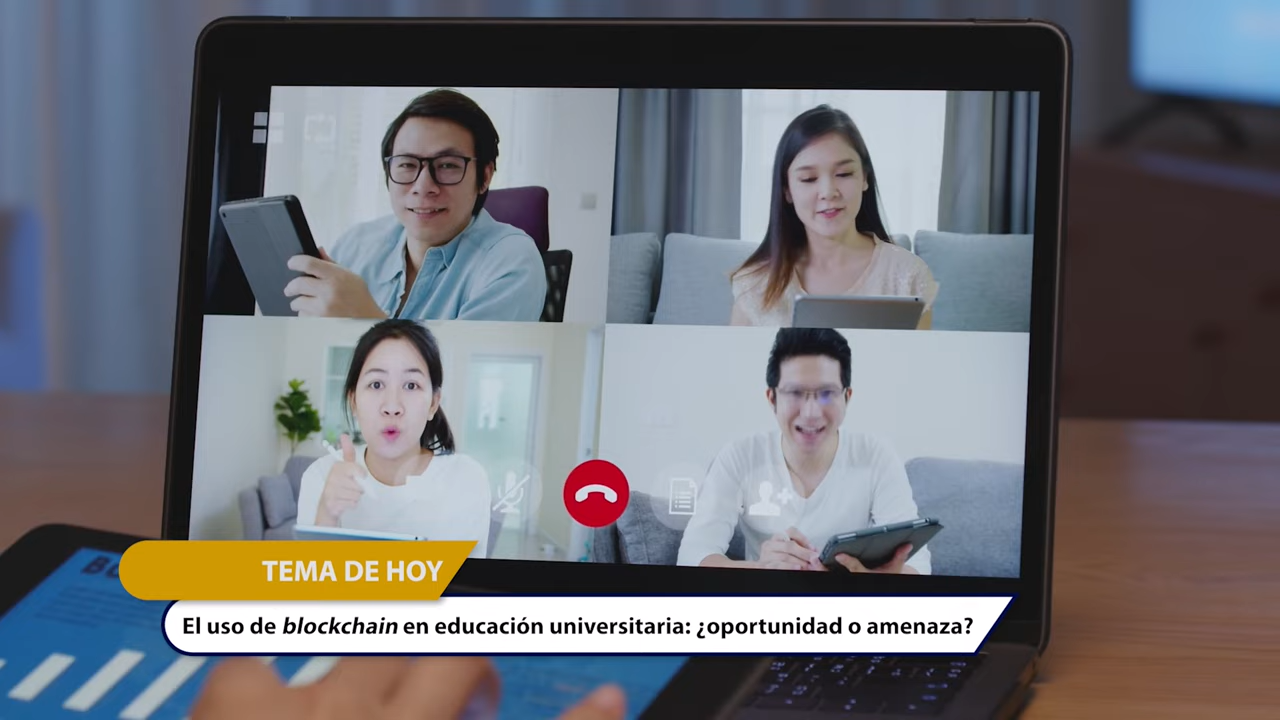 TEMA DE HOY
El uso de blockchain en educación universitaria: ¿oportunidad o amenaza?